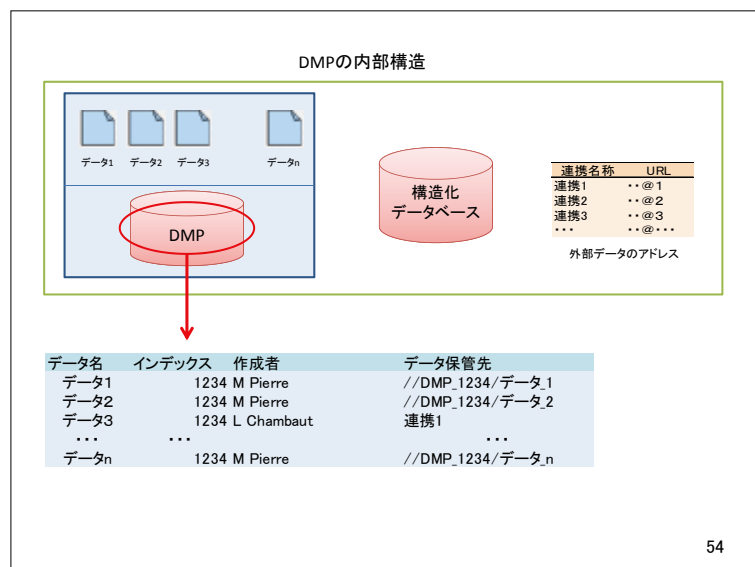 DMPの内部構造
データ1 データ2 データ3 データn
DMP
構造化
データベース
連携名称 URL
連携1 ・・@1
連携2 ・・@2
連携3 ・・@3
・・・ ・・@・・・
外部データのアドレス
データ名 インデックス 作成者 データ保管先
データ1 1234 M Pierre //DMP_1234/データ_1
データ2 1234 M Pierre //DMP_1234/データ_2
データ3 1234 L Chambaut 連携1
・・・ ・・・ ・・・
データn 1234 M Pierre //DMP_1234/データ_n
54